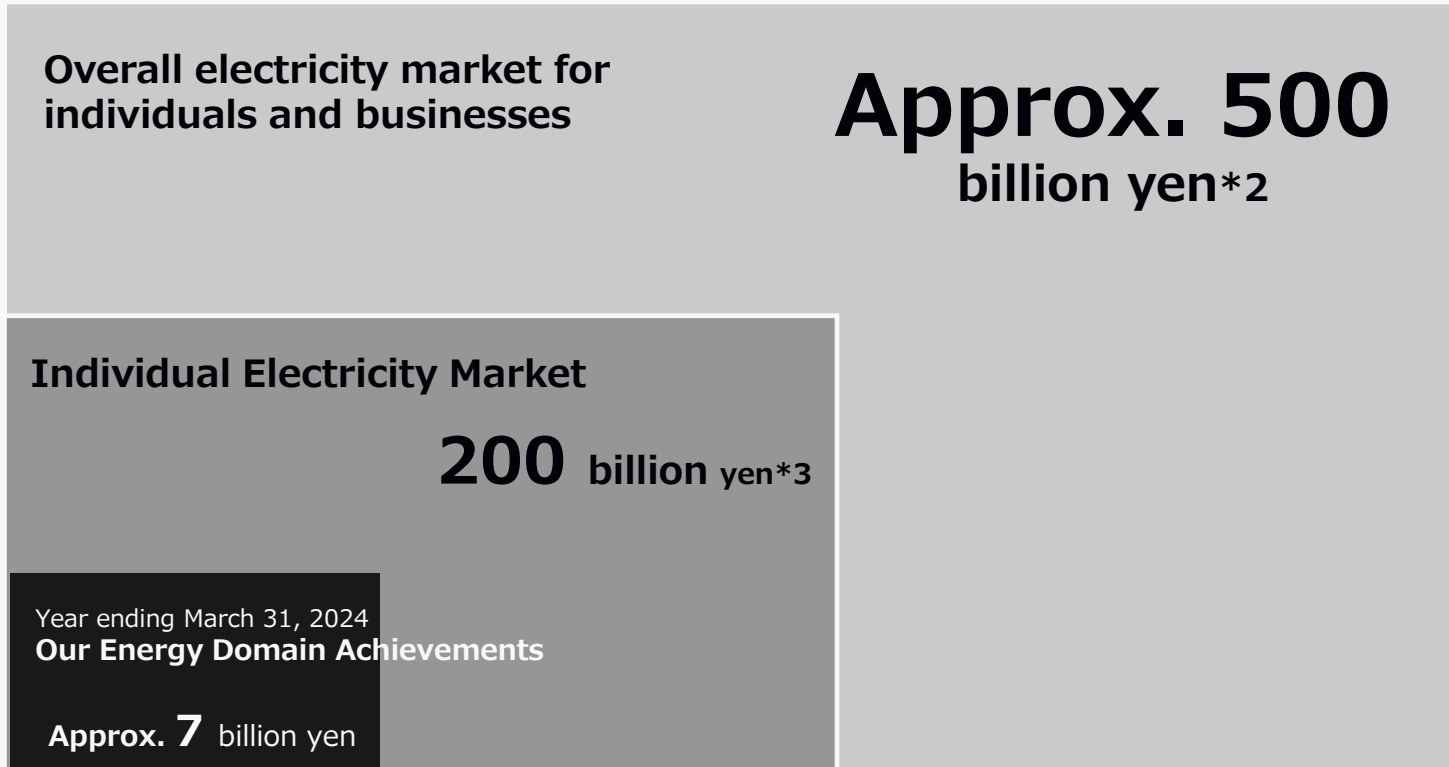 Overall electricity market for
individuals and businesses
Approx. 500
billion yen*2
Individual Electricity Market
200 billion yen*3
Year ending March 31, 2024
Our Energy Domain Achievements
Approx. 7 billion yen